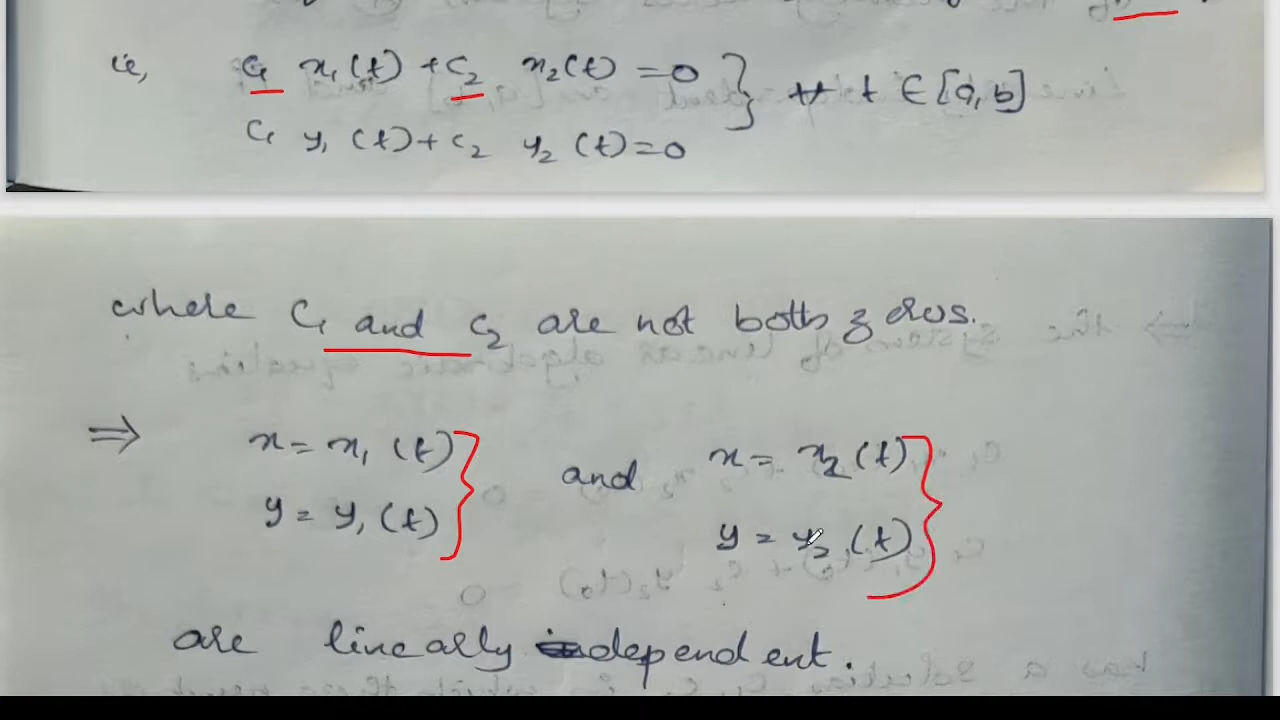 ie, C₁ x₁(t) + C₂ x₂(t) = 0 } ∀ t ∈ [a, b]
C₁ y₁(t) + C₂ y₂(t) = 0
where C₁ and C₂ are not both zeros.
⇒ x = x₁(t) } and x = x₂(t) }
y = y₁(t) y = y₂(t)
are linearly dependent.